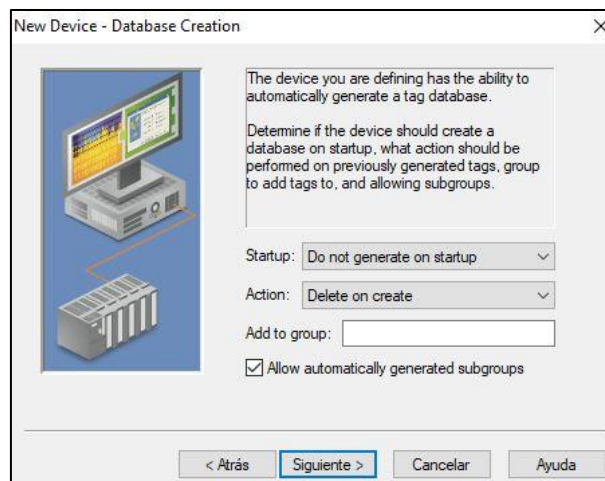 New Device - Database Creation
The device you are defining has the ability to
automatically generate a tag database.
Determine if the device should create a
database on startup, what action should be
performed on previously generated tags, group
to add tags to, and allowing subgroups.
Startup: Do not generate on startup
Action: Delete on create
Add to group:
Allow automatically generated subgroups
< Atrás Siguiente > Cancelar Ayuda